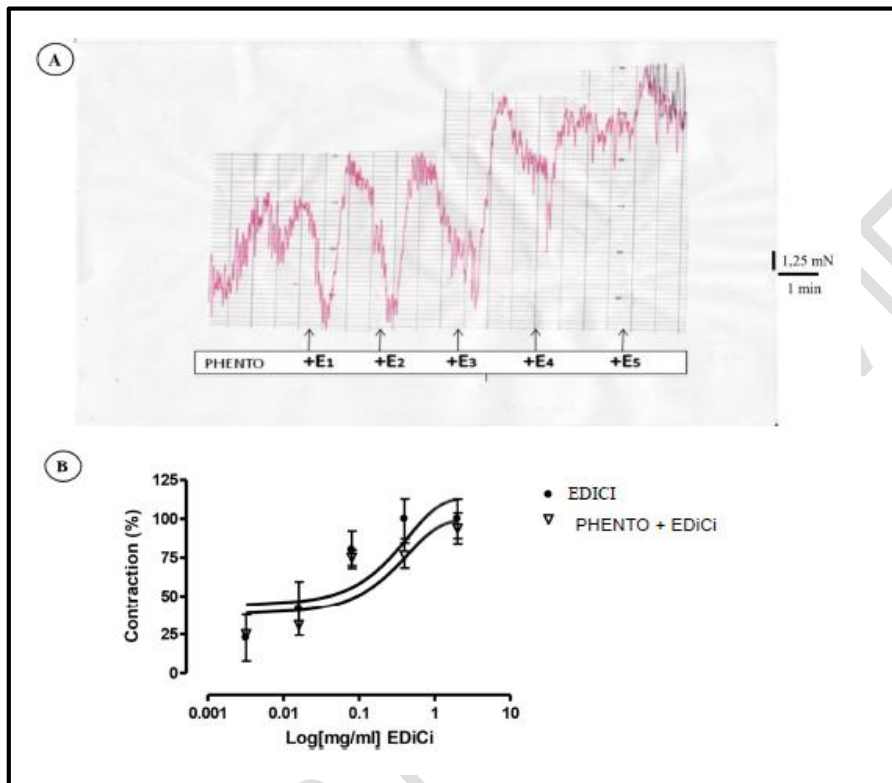 A
1,25 mN
1 min
PHENTO +E1 +E2 +E3 +E4 +E5
B
125
100
75
50
25
0
Contraction (%)
0.001 0.01 0.1 1 10
Log[mg/ml] EDiCi
EDICI
PHENTO + EDiCi